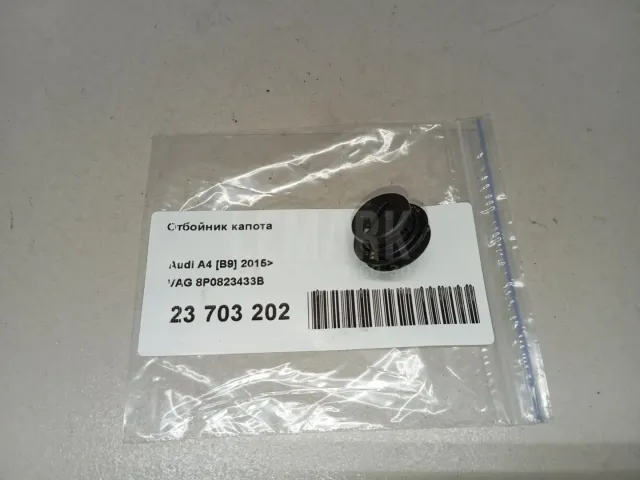 Отбойник капота
Audi A4 [B9] 2015>
VAG 8P0823433B
23 703 202